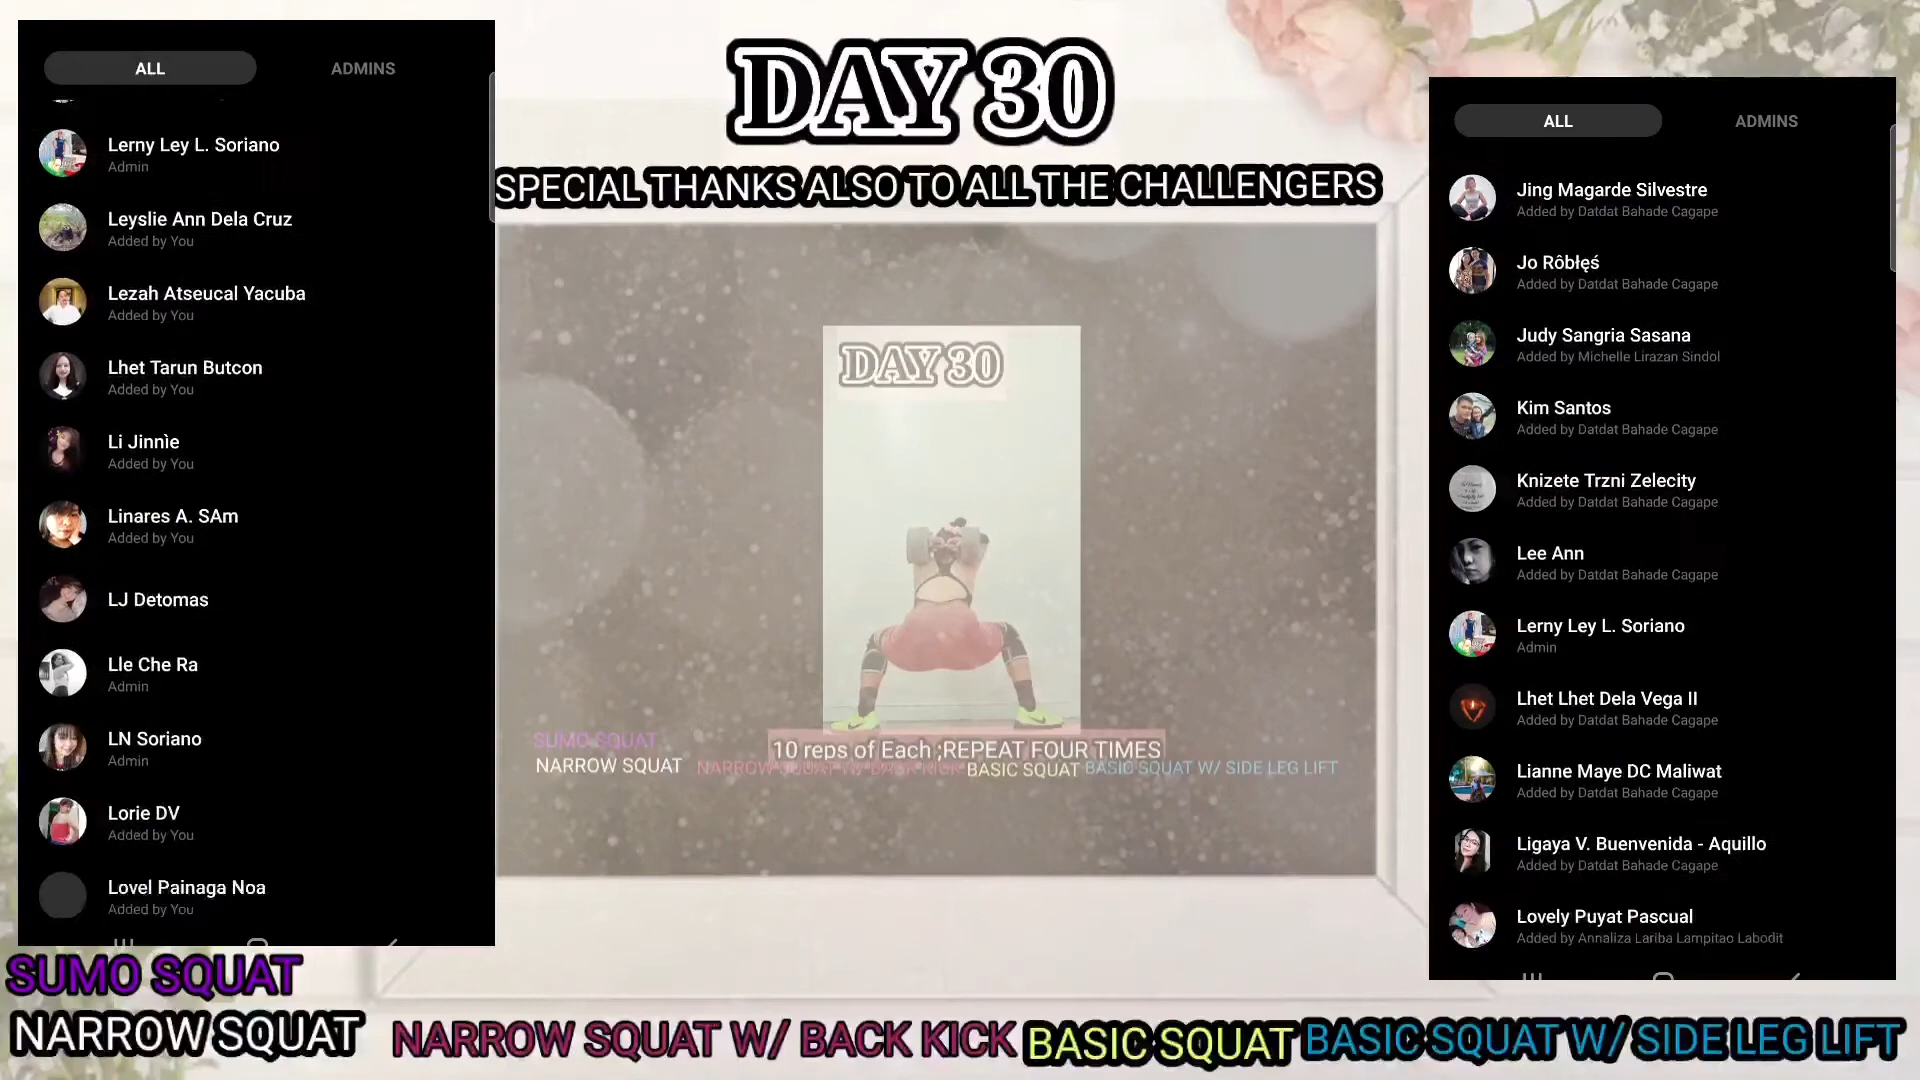 ALL
ADMINS
Lerny Ley L. Soriano
Admin
Leyslie Ann Dela Cruz
Added by You
Lezah Atseucal Yacuba
Added by You
Lhet Tarun Butcon
Added by You
Li Jinnìe
Added by You
Linares A. SAm
Added by You
LJ Detomas
Lle Che Ra
Admin
LN Soriano
Admin
Lorie DV
Added by You
Lovel Painaga Noa
Added by You
DAY 30
SPECIAL THANKS ALSO TO ALL THE CHALLENGERS
DAY 30
SUMO SQUAT
10 reps of Each ;REPEAT FOUR TIMES
NARROW SQUAT NARROW SQUAT W/ BACK KICK BASIC SQUAT BASIC SQUAT W/ SIDE LEG LIFT
ALL
ADMINS
Jing Magarde Silvestre
Added by Datdat Bahade Cagape
Jo Rôbłęś
Added by Datdat Bahade Cagape
Judy Sangria Sasana
Added by Michelle Lirazan Sindol
Kim Santos
Added by Datdat Bahade Cagape
Knizete Trzni Zelecity
Added by Datdat Bahade Cagape
Lee Ann
Added by Datdat Bahade Cagape
Lerny Ley L. Soriano
Admin
Lhet Lhet Dela Vega II
Added by Datdat Bahade Cagape
Lianne Maye DC Maliwat
Added by Datdat Bahade Cagape
Ligaya V. Buenvenida - Aquillo
Added by Datdat Bahade Cagape
Lovely Puyat Pascual
Added by Annaliza Lariba Lampitao Labodit
SUMO SQUAT
NARROW SQUAT NARROW SQUAT W/ BACK KICK BASIC SQUAT BASIC SQUAT W/ SIDE LEG LIFT